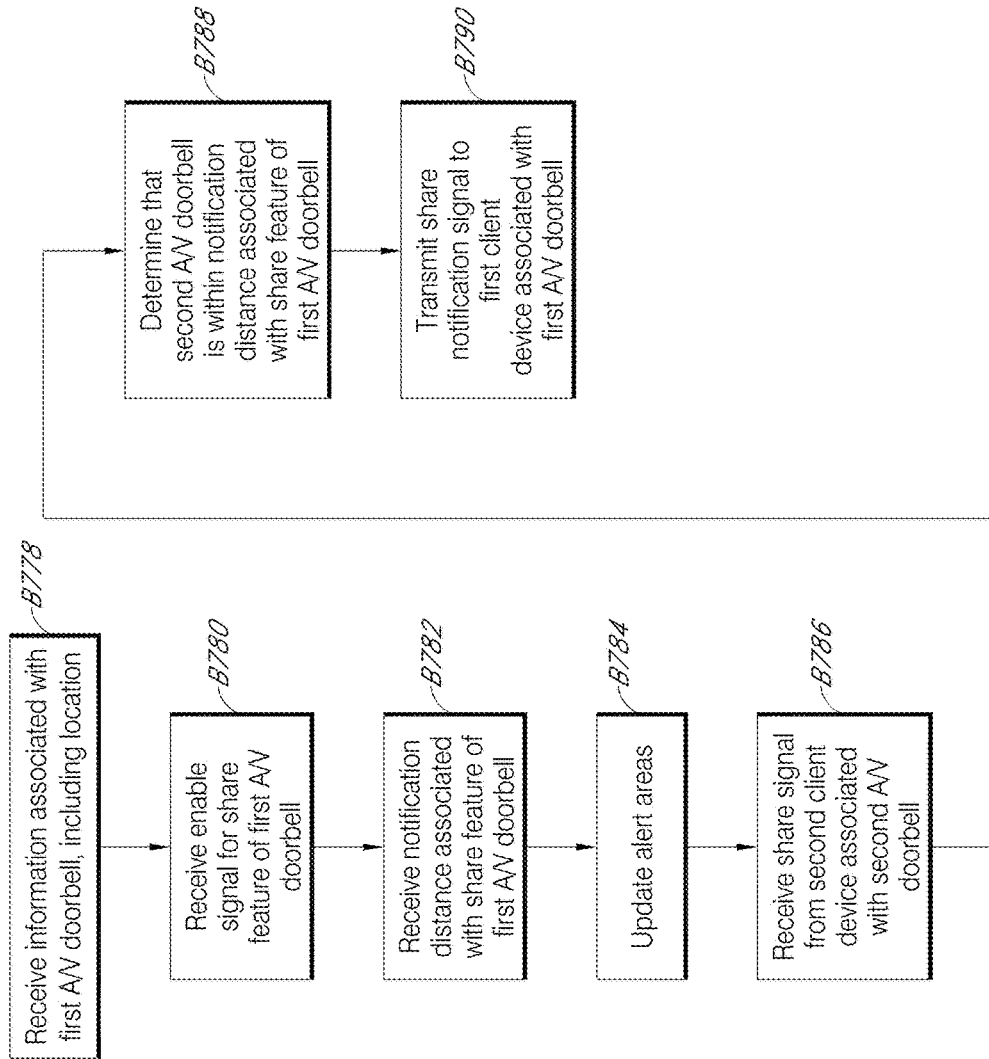 Receive information associated with
first A/V doorbell, including location
B778
Receive enable
signal for share
feature of first A/V
doorbell
B780
Receive notification
distance associated
with share feature of
first A/V doorbell
B782
Update alert areas
B784
Receive share signal
from second client
device associated
with second A/V
doorbell
B786
Determine that
second A/V doorbell
is within notification
distance associated
with share feature of
first A/V doorbell
B788
Transmit share
notification signal to
first client
device associated with
first A/V doorbell
B790